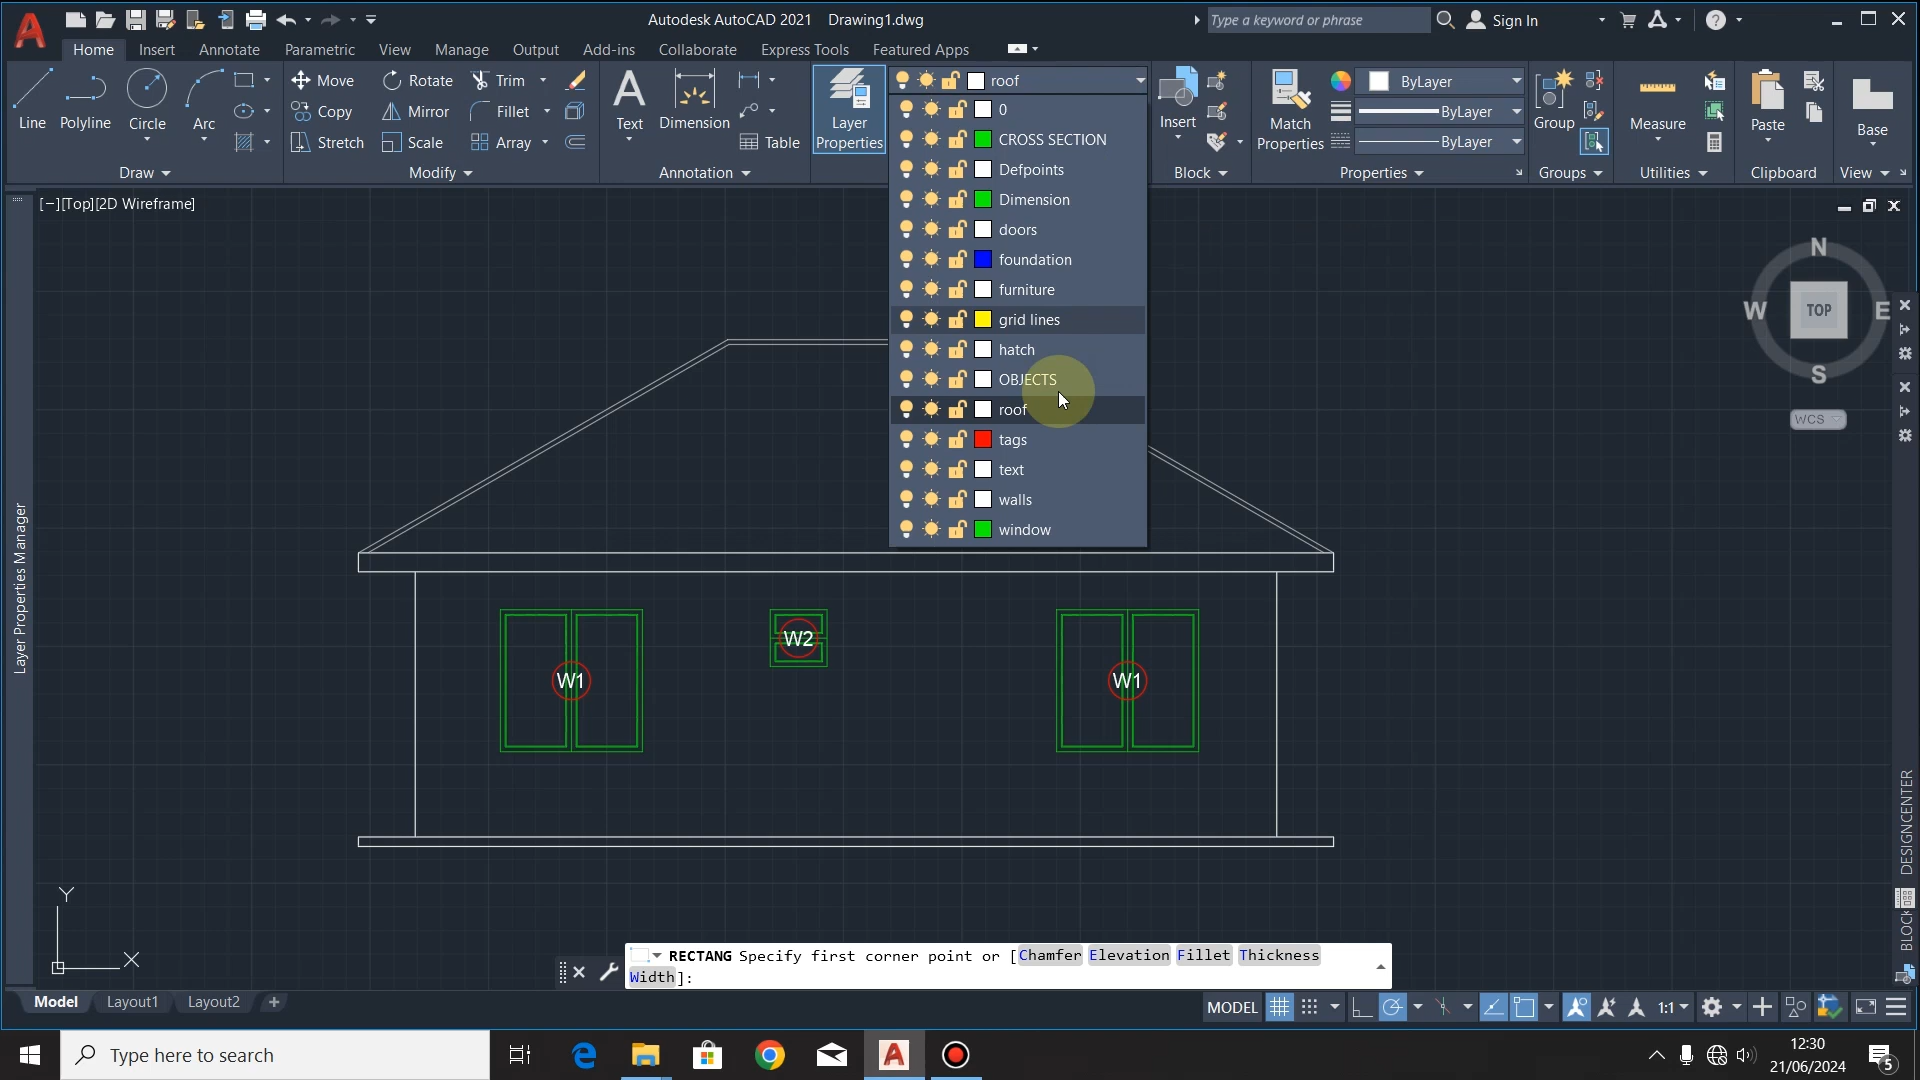 Autodesk AutoCAD 2021 Drawing1.dwg
Type a keyword or phrase
Sign In
Home Insert Annotate Parametric View Manage Output Add-ins Collaborate Express Tools Featured Apps
Line Polyline Circle Arc
Move Rotate Trim
Copy Mirror Fillet
Stretch Scale Array
Text Dimension Table
Layer Properties
roof
Insert
Match Properties
ByLayer
ByLayer
ByLayer
Group
Measure
Paste
Base
Draw Modify Annotation Block Properties Groups Utilities Clipboard View
0
CROSS SECTION
Defpoints
Dimension
doors
foundation
furniture
grid lines
hatch
OBJECTS
roof
tags
text
walls
window
[−][Top][2D Wireframe]
N
W TOP E
S
WCS
Layer Properties Manager
W1
W2
W1
DESIGNCENTER
BLOCK
Y
X
RECTANG Specify first corner point or [Chamfer Elevation Fillet Thickness
Width]:
Model Layout1 Layout2 +
MODEL
1:1
Type here to search
12:30
21/06/2024
5